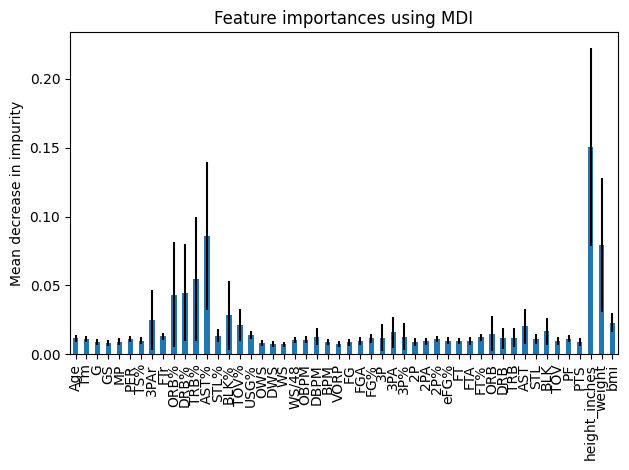 Feature importances using MDI
Mean decrease in impurity
0.20
0.15
0.10
0.05
0.00
Age
Tm
G
GS
MP
PER
TS%
3PAr
FTr
ORB%
DRB%
TRB%
AST%
STL%
BLK%
TOV%
USG%
OWS
DWS
WS
WS/48
OBPM
DBPM
BPM
VORP
FG
FGA
FG%
3P
3PA
3P%
2P
2PA
2P%
eFG%
FT
FTA
FT%
ORB
DRB
TRB
AST
STL
BLK
TOV
PF
PTS
height_inches
weight
bmi